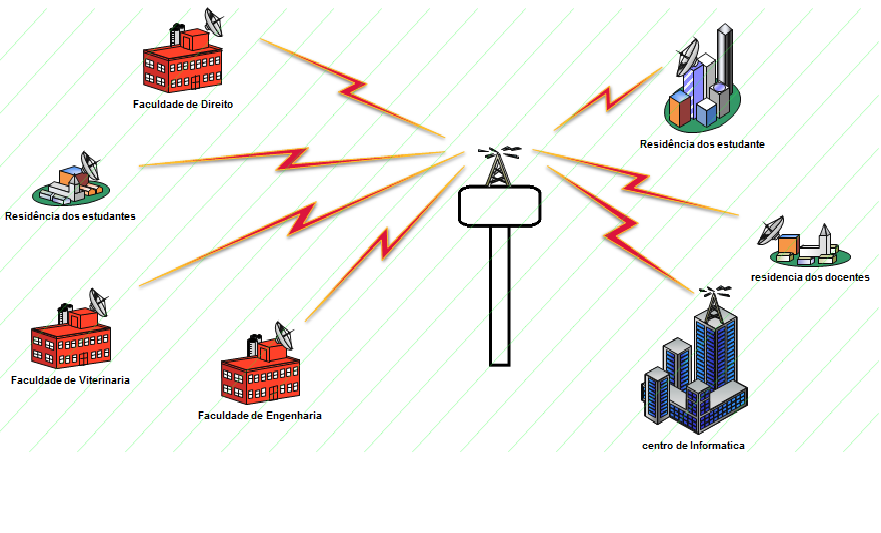 Faculdade de Direito
Residência dos estudante
Residência dos estudantes
residencia dos docentes
Faculdade de Viterinaria
Faculdade de Engenharia
centro de Informatica